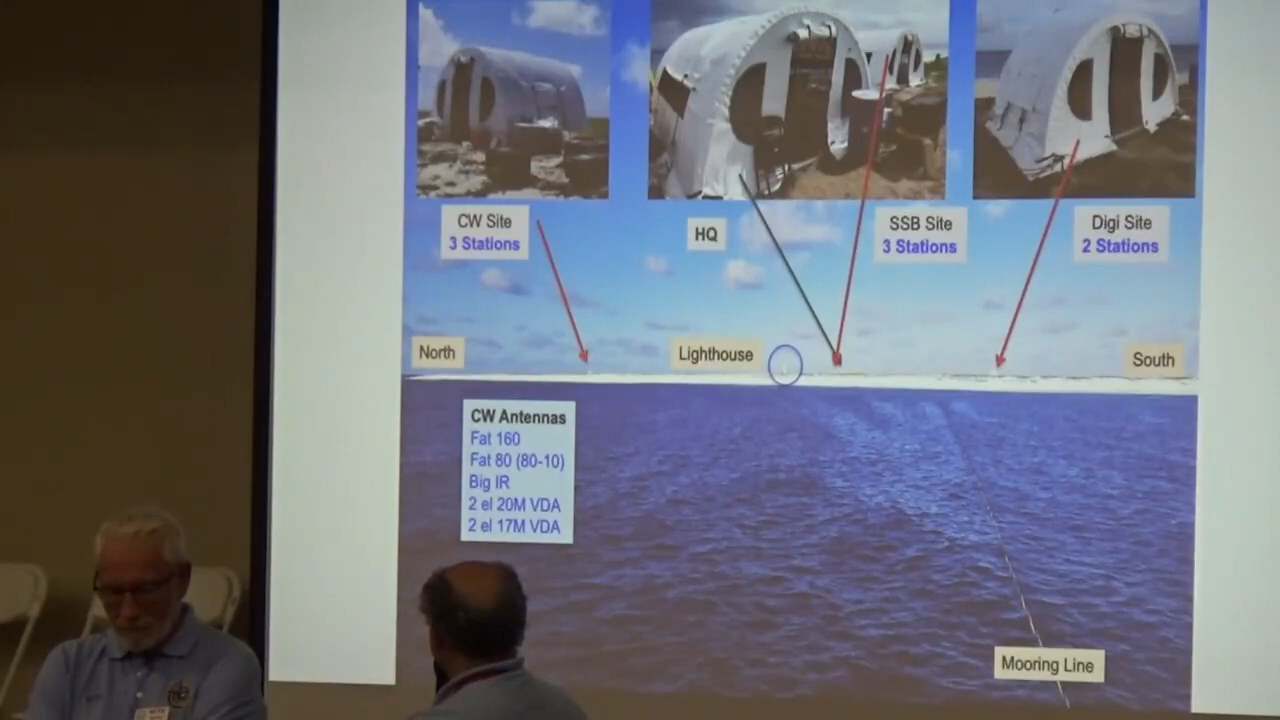 CW Site
3 Stations
HQ
SSB Site
3 Stations
Digi Site
2 Stations
North
Lighthouse
South
CW Antennas
Fat 160
Fat 80 (80-10)
Big IR
2 el 20M VDA
2 el 17M VDA
Mooring Line